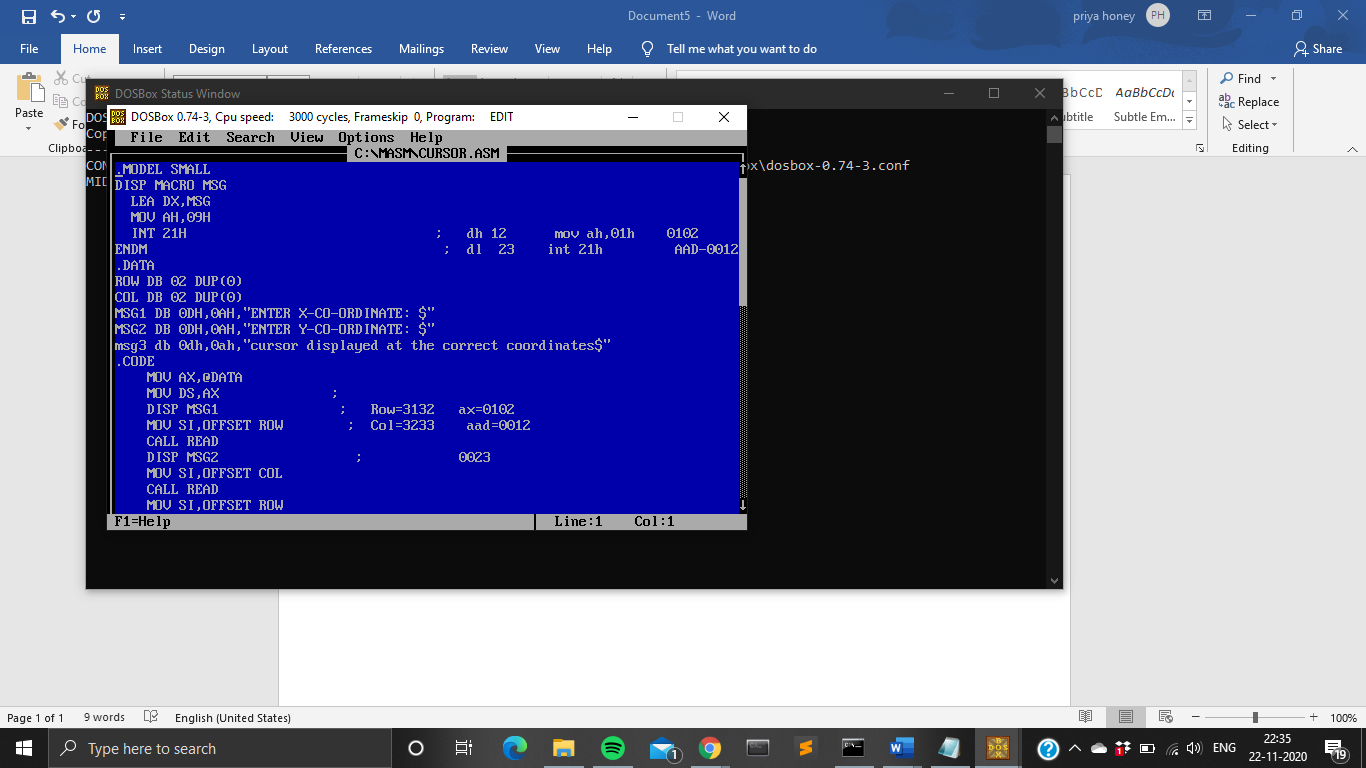 Document5 - Word
priya honey PH
File Home Insert Design Layout References Mailings Review View Help Tell me what you want to do Share
Paste
Clipb
Subtle Em...
AaBbCcDc
Find
Replace
Select
Editing
DOSBox Status Window
x\dosbox-0.74-3.conf
DOSBox 0.74-3, Cpu speed: 3000 cycles, Frameskip 0, Program: EDIT
File Edit Search View Options Help
C:\MASM\CURSOR.ASM
.MODEL SMALL
DISP MACRO MSG
LEA DX,MSG
MOV AH,09H
INT 21H ; dh 12 mov ah,01h 0102
ENDM ; dl 23 int 21h AAD-0012
.DATA
ROW DB 02 DUP(0)
COL DB 02 DUP(0)
MSG1 DB 0DH,0AH,"ENTER X-CO-ORDINATE: $"
MSG2 DB 0DH,0AH,"ENTER Y-CO-ORDINATE: $"
msg3 db 0dh,0ah,"cursor displayed at the correct coordinates$"
.CODE
MOV AX,@DATA
MOV DS,AX ;
DISP MSG1 ; Row=3132 ax=0102
MOV SI,OFFSET ROW ; Col=3233 aad=0012
CALL READ
DISP MSG2 ; 0023
MOV SI,OFFSET COL
CALL READ
MOV SI,OFFSET ROW
F1=Help Line:1 Col:1
Page 1 of 1 9 words English (United States) 100%
Type here to search
ENG
22:35
22-11-2020
19